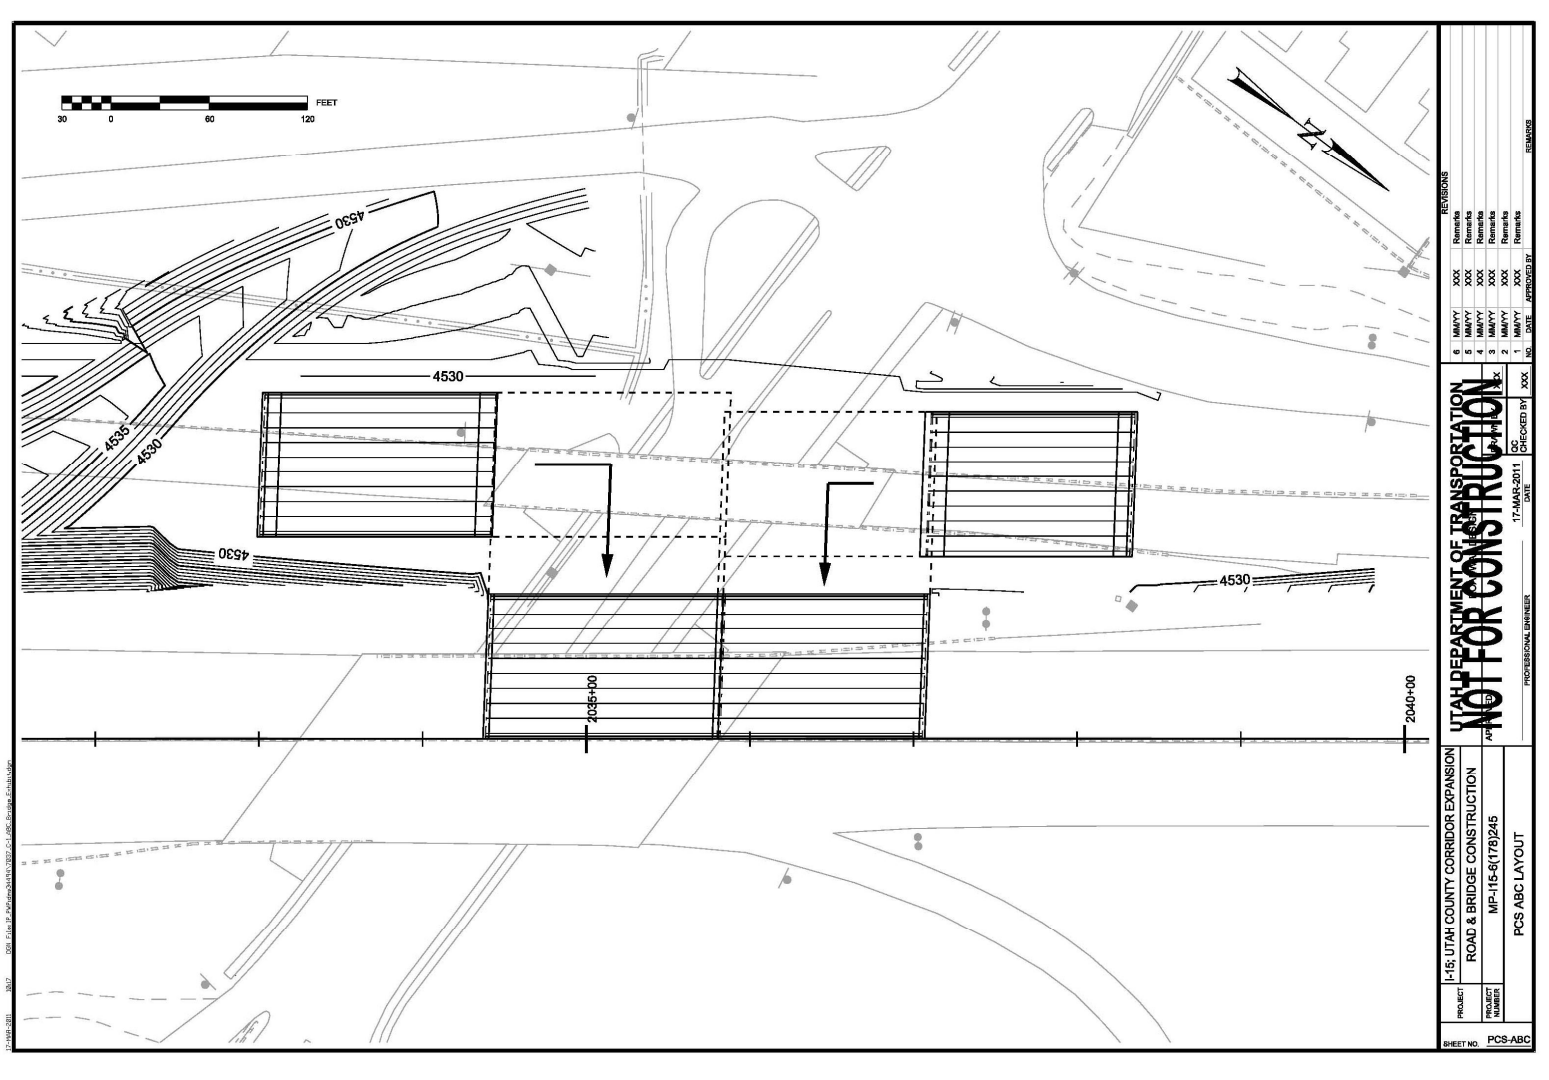 FEET
30 0 60 120
4530
4530
4535
4530
4530
4530
N
2035+00
2040+00
REVISIONS
6 MM/YY XXX Remarks
5 MM/YY XXX Remarks
4 MM/YY XXX Remarks
3 MM/YY XXX Remarks
2 MM/YY XXX Remarks
1 MM/YY XXX Remarks
NO. DATE APPROVED BY REMARKS
UTAH DEPARTMENT OF TRANSPORTATION
NOT FOR CONSTRUCTION
XXX
QC
CHECKED BY XXX
17-MAR-2011
PROFESSIONAL ENGINEER DATE
PROJECT
I-15; UTAH COUNTY CORRIDOR EXPANSION
ROAD & BRIDGE CONSTRUCTION
PROJECT
NUMBER
MP-I15-6(178)245
PCS ABC LAYOUT
SHEET NO. PCS-ABC
17-MAR-2011